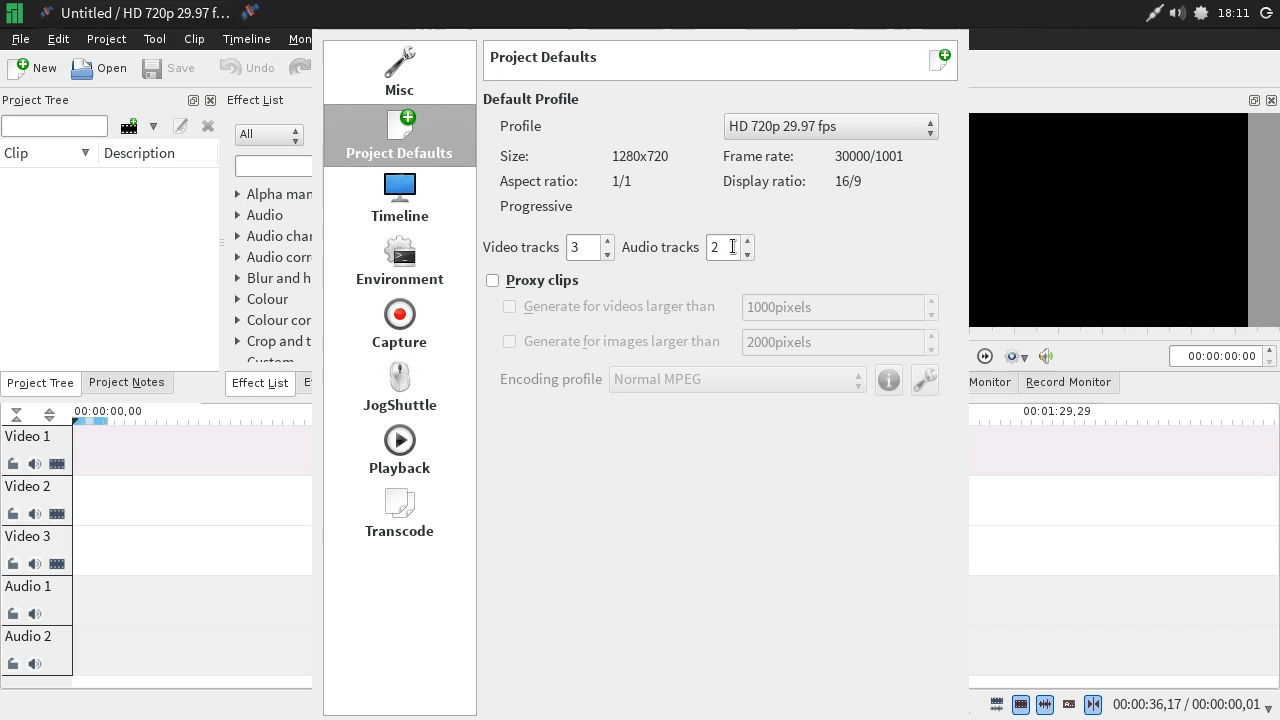 Untitled / HD 720p 29.97 f...
18:11
File Edit Project Tool Clip Timeline Mon
New Open Save Undo
Project Tree
Effect List
All
Clip Description
Alpha man
Audio
Audio char
Audio corr
Blur and h
Colour
Colour cor
Crop and t
Custom
Project Tree Project Notes Effect List E
Misc
Project Defaults
Timeline
Environment
Capture
JogShuttle
Playback
Transcode
Project Defaults
Default Profile
Profile HD 720p 29.97 fps
Size: 1280x720 Frame rate: 30000/1001
Aspect ratio: 1/1 Display ratio: 16/9
Progressive
Video tracks 3 Audio tracks 2
Proxy clips
Generate for videos larger than 1000pixels
Generate for images larger than 2000pixels
Encoding profile Normal MPEG
00:00:00:00
Monitor Record Monitor
00:00:00,00 00:01:29,29
Video 1
Video 2
Video 3
Audio 1
Audio 2
00:00:36,17 / 00:00:00,01